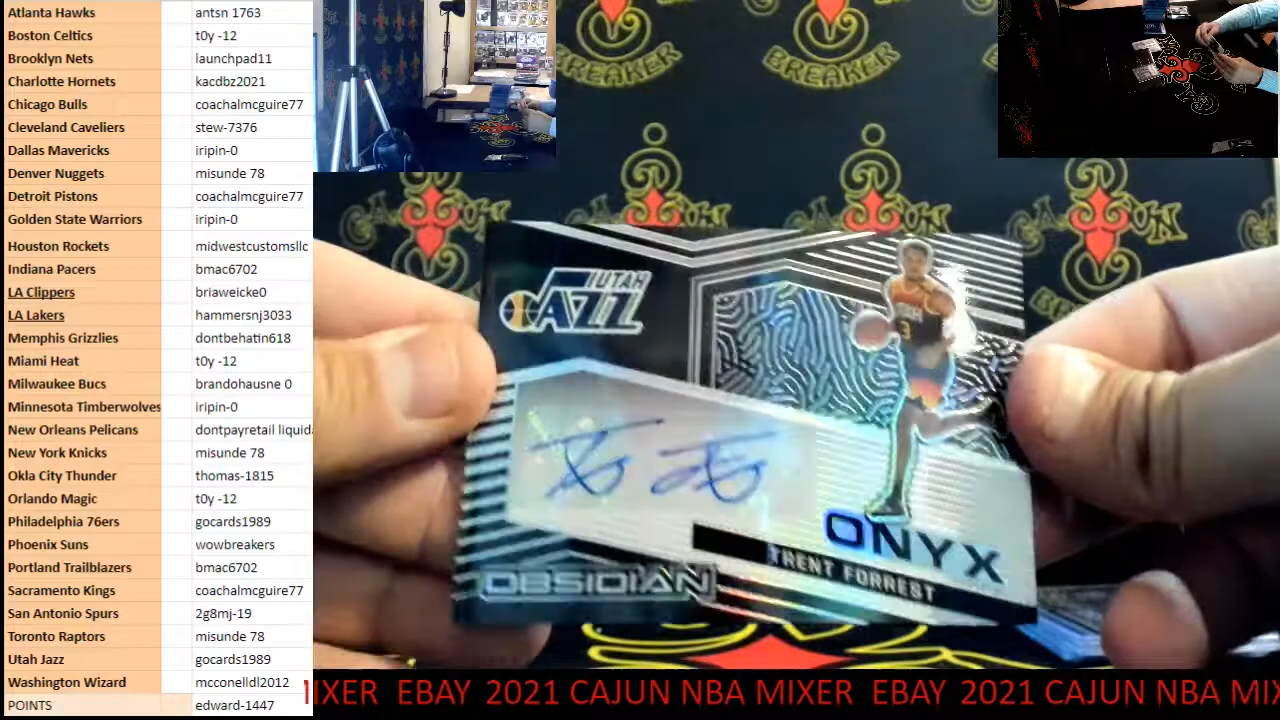 Atlanta Hawks antsn 1763
Boston Celtics t0y -12
Brooklyn Nets launchpad11
Charlotte Hornets kacdbz2021
Chicago Bulls coachalmcguire77
Cleveland Caveliers stew-7376
Dallas Mavericks iripin-0
Denver Nuggets misunde 78
Detroit Pistons coachalmcguire77
Golden State Warriors iripin-0
Houston Rockets midwestcustomsllc
Indiana Pacers bmac6702
LA Clippers briaweicke0
LA Lakers hammersnj3033
Memphis Grizzlies dontbehatin618
Miami Heat t0y -12
Milwaukee Bucs brandohausne 0
Minnesota Timberwolves iripin-0
New Orleans Pelicans dontpayretail liquid
New York Knicks misunde 78
Okla City Thunder thomas-1815
Orlando Magic t0y -12
Philadelphia 76ers gocards1989
Phoenix Suns wowbreakers
Portland Trailblazers bmac6702
Sacramento Kings coachalmcguire77
San Antonio Spurs 2g8mj-19
Toronto Raptors misunde 78
Utah Jazz gocards1989
Washington Wizard mcconelldl2012
POINTS edward-1447
BREAKER
BREAKER
CAJUN
CAJUN
UTAH
JAZZ
ONYX
TRENT FORREST
OBSIDIAN
MIXER EBAY 2021 CAJUN NBA MIXER EBAY 2021 CAJUN NBA MIX